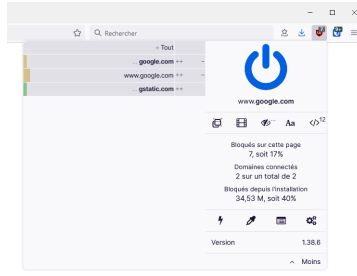 Rechercher
+ Tout
... google.com ++ –
www.google.com ++ –
... gstatic.com ++
www.google.com
Aa </>12
Bloqués sur cette page
7, soit 17%
Domaines connectés
2 sur un total de 2
Bloqués depuis l'installation
34,53 M, soit 40%
Version 1.38.6
Moins